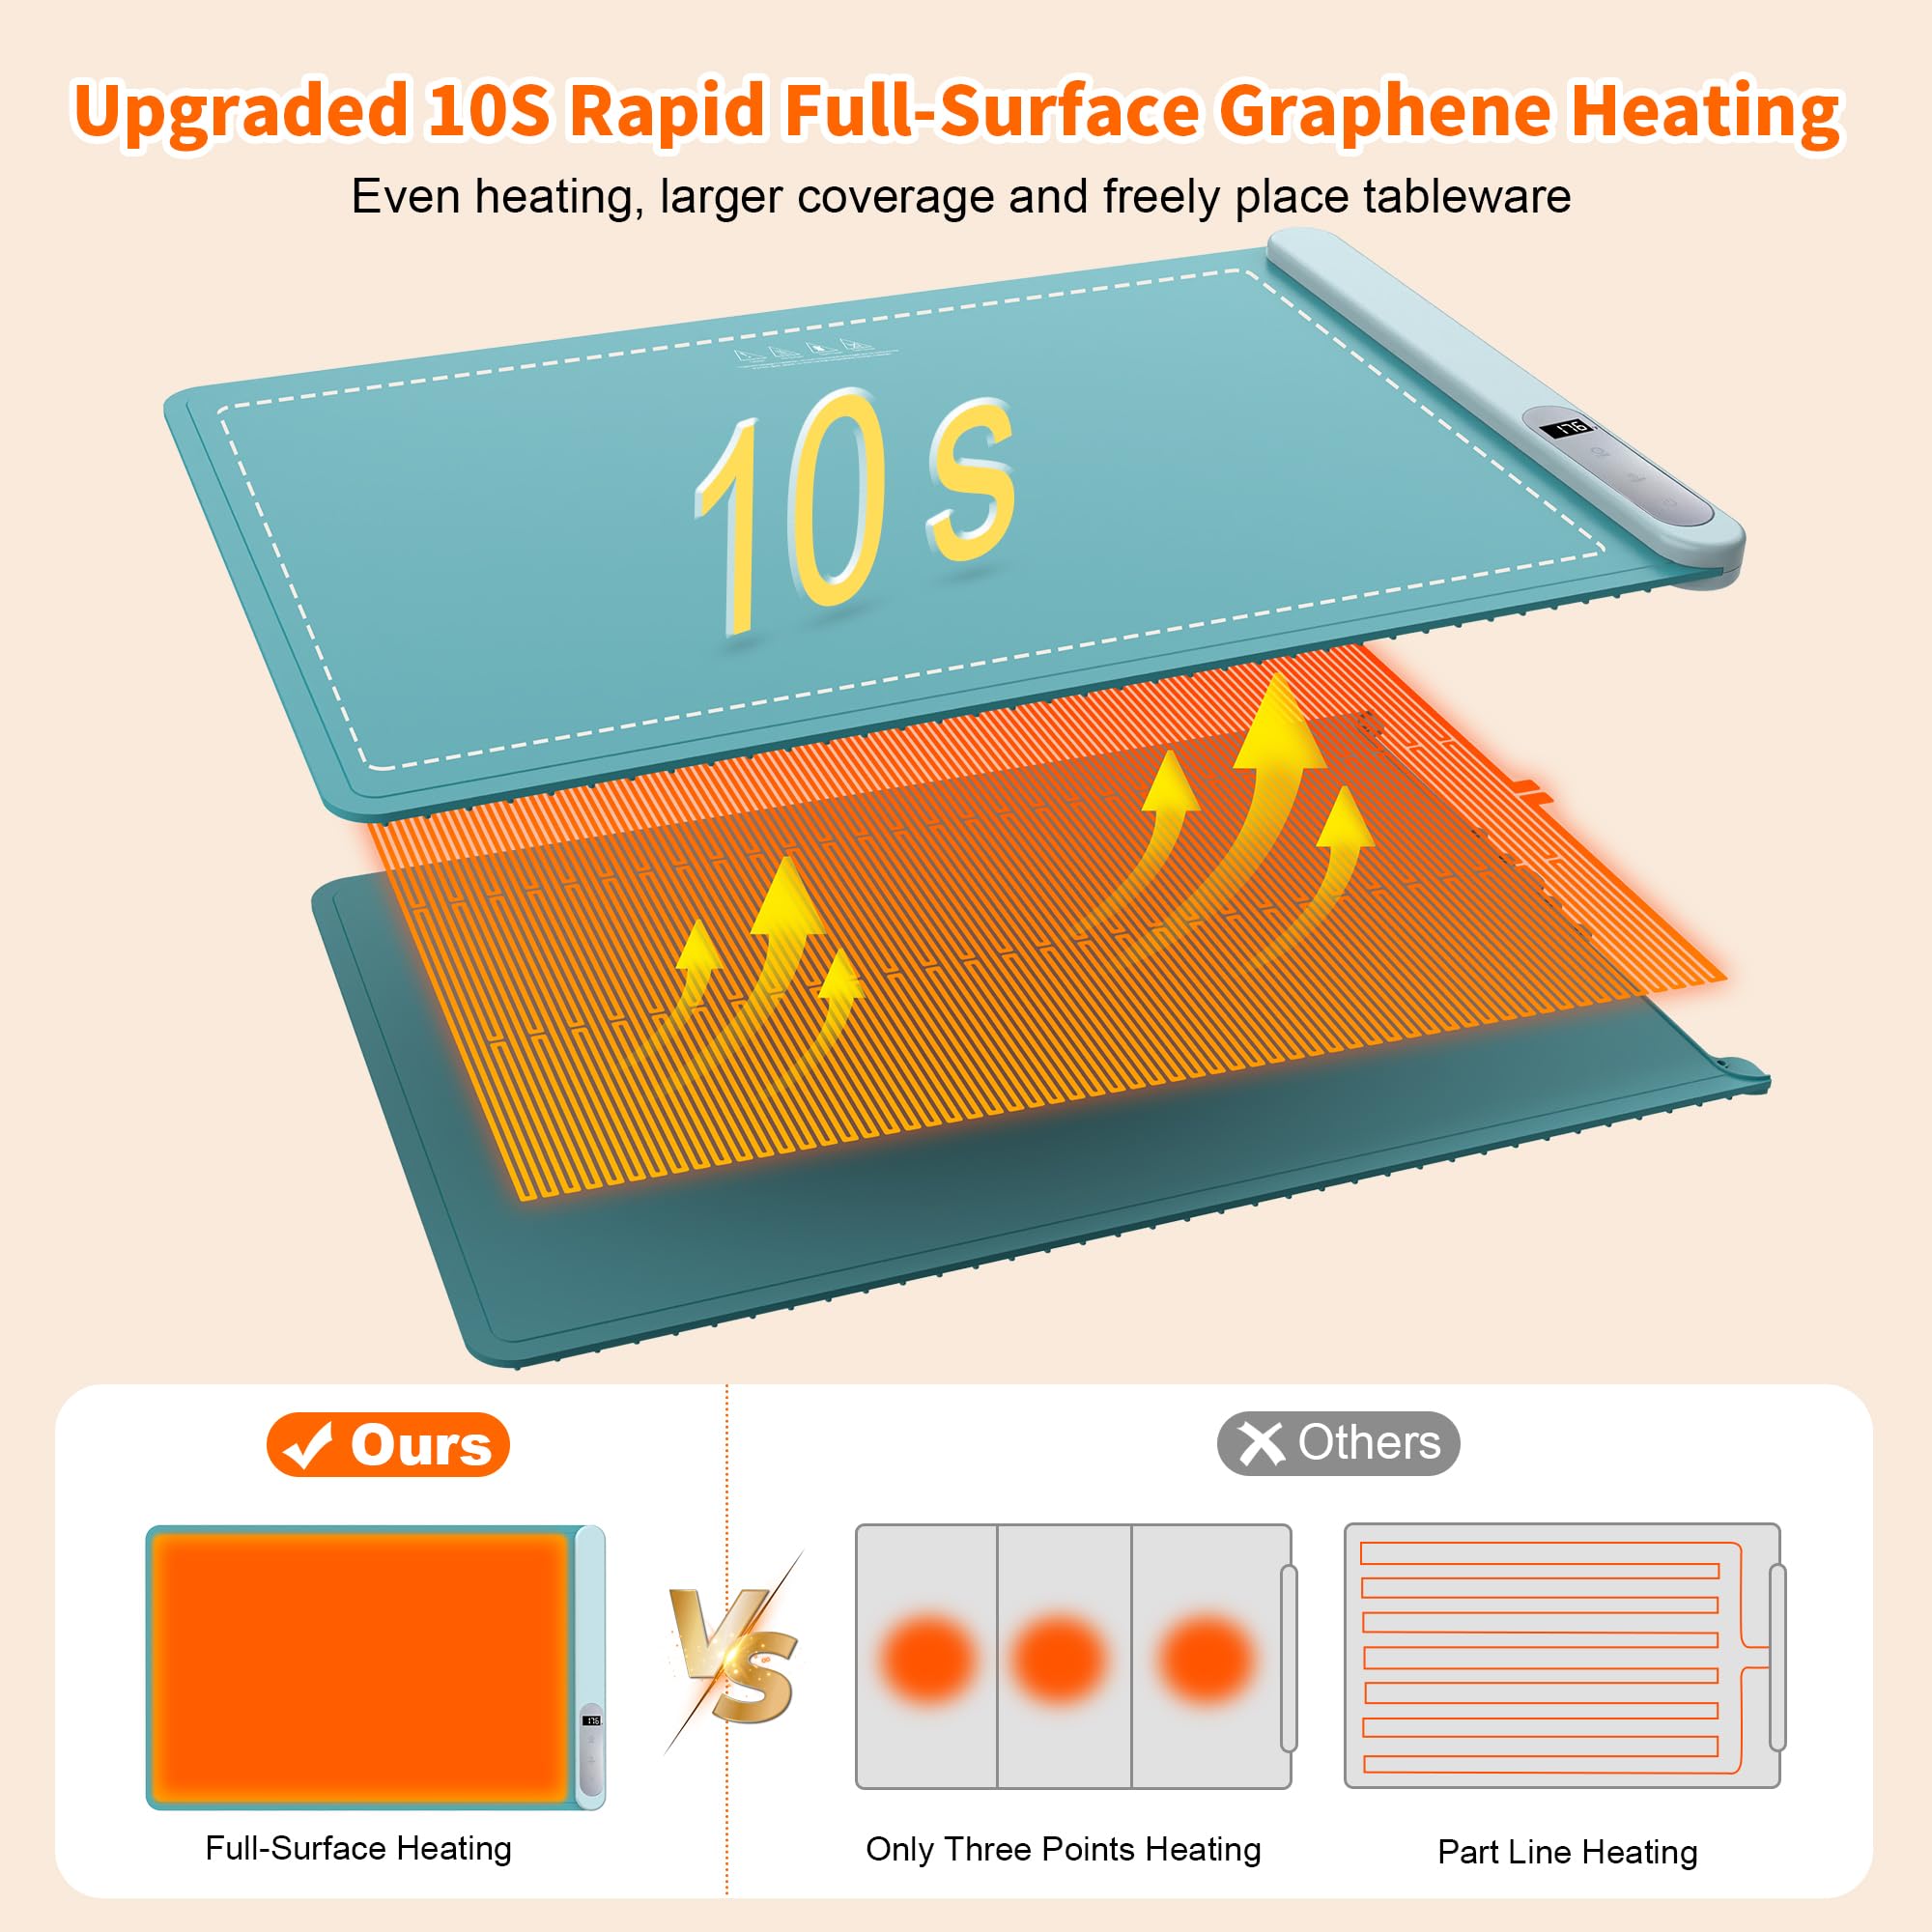 Upgraded 10S Rapid Full-Surface Graphene Heating
Even heating, larger coverage and freely place tableware
176
10s
Ours
Others
VS
176
Full-Surface Heating
Only Three Points Heating
Part Line Heating